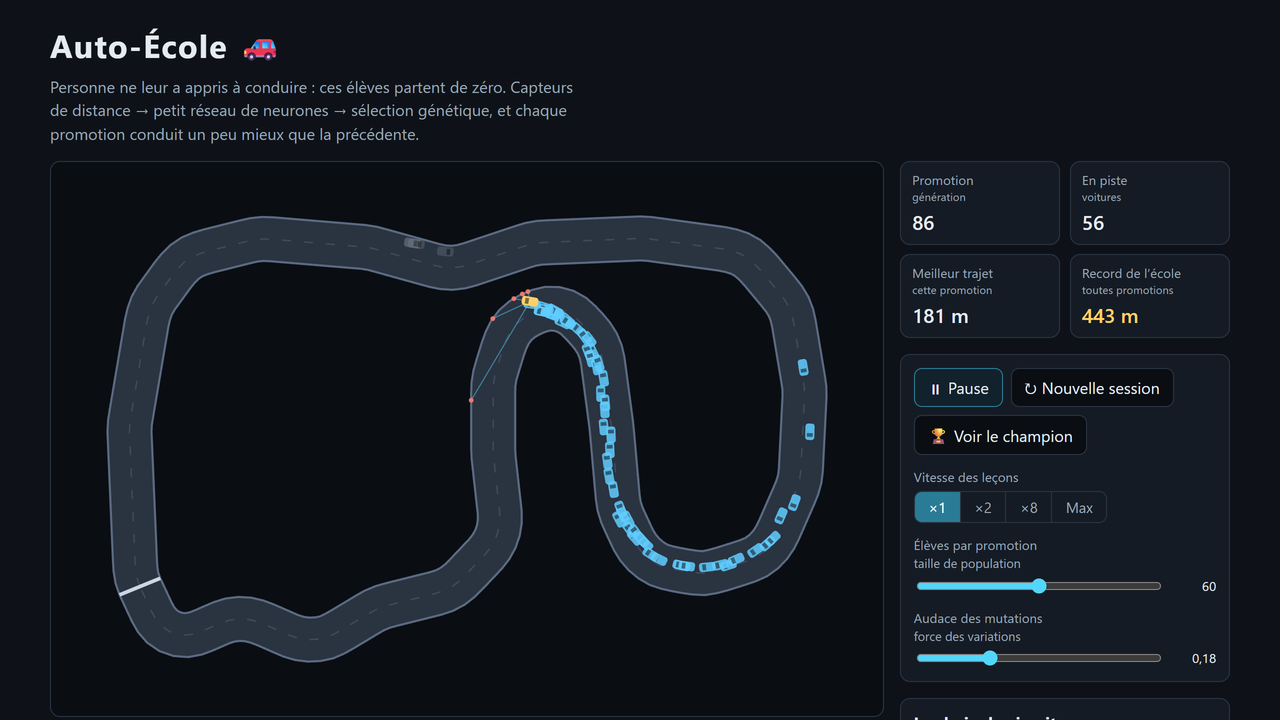 Auto-École
Personne ne leur a appris à conduire : ces élèves partent de zéro. Capteurs
de distance → petit réseau de neurones → sélection génétique, et chaque
promotion conduit un peu mieux que la précédente.
Promotion
génération
86
En piste
voitures
56
Meilleur trajet
cette promotion
181 m
Record de l'école
toutes promotions
443 m
⏸ Pause
↻ Nouvelle session
🏆 Voir le champion
Vitesse des leçons
×1 ×2 ×8 Max
Élèves par promotion
taille de population
60
Audace des mutations
force des variations
0,18